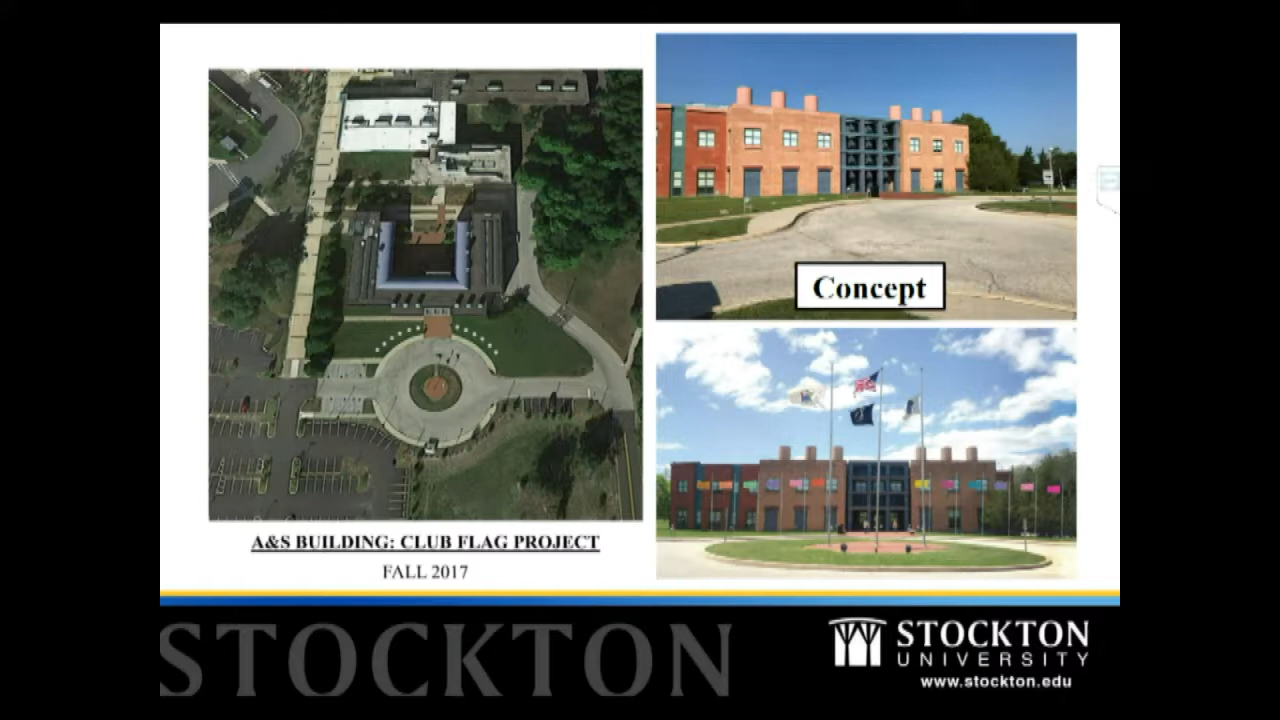 Concept
A&S BUILDING: CLUB FLAG PROJECT
FALL 2017
STOCKTON
STOCKTON
UNIVERSITY
www.stockton.edu